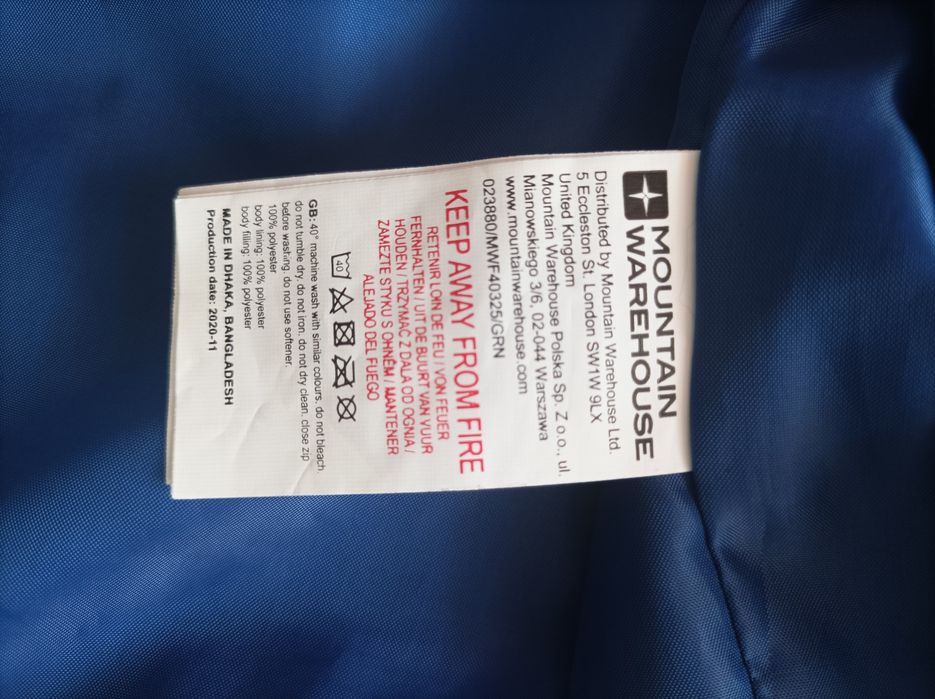 MOUNTAIN
WAREHOUSE
Distributed by Mountain Warehouse Ltd.
5 Eccleston St. London SW1W 9LX
United Kingdom
Mountain Warehouse Polska Sp. Z o.o., ul.
Mianowskiego 3/6, 02-044 Warszawa
www.mountainwarehouse.com
023880/MWF40325/GRN
KEEP AWAY FROM FIRE
RETENIR LOIN DE FEU / VON FEUER
FERNHALTEN / UIT DE BUURT VAN VUUR
HOUDEN / TRZYMAĆ Z DALA OD OGNIA /
ZAMEZTE STYKU S OHNĚM / MANTENER
ALEJADO DEL FUEGO
40
GB: 40° machine wash with similar colours. do not bleach.
do not tumble dry. do not iron. do not dry clean. close zip
before washing. do not use softener.
100% polyester
body lining: 100% polyester
body filling: 100% polyester
MADE IN DHAKA, BANGLADESH
Production date: 2020-11